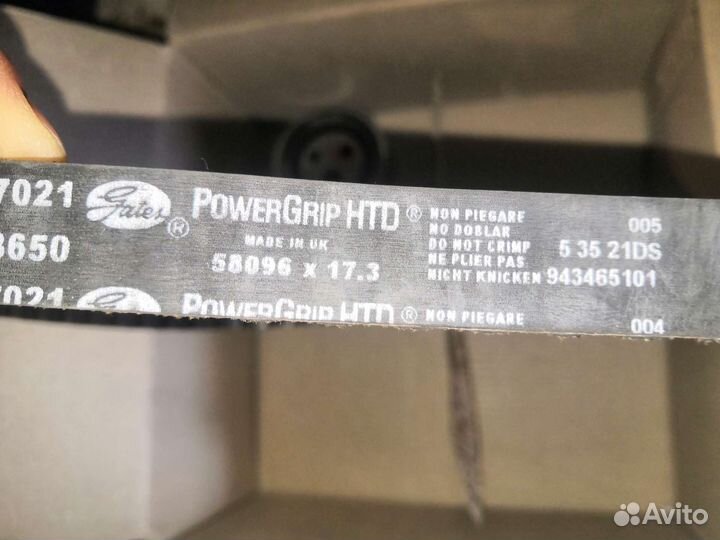 7021 Gates ® POWERGRIP HTD ® NON PIEGARE 005
NO DOBLAR
MADE IN UK DO NOT CRIMP 5 35 21DS
3650 58096 X 17.3 NE PLIER PAS
NICHT KNICKEN 943465101
7021 POWERGRIP HTD ® NON PIEGARE 004
Avito